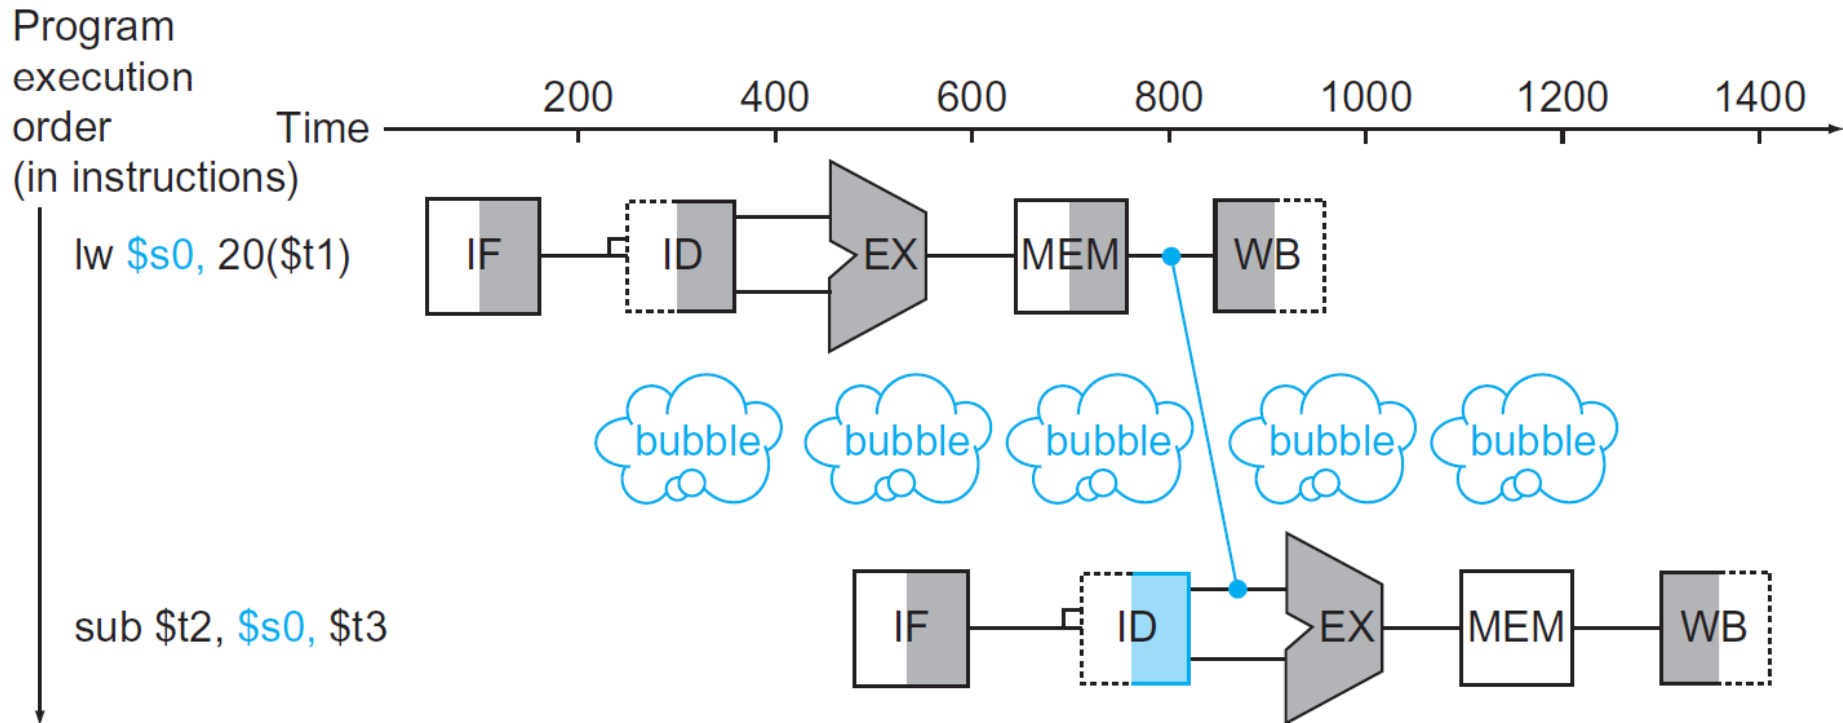 Program
execution
order
(in instructions)
Time
200 400 600 800 1000 1200 1400
lw $s0, 20($t1)
IF ID EX MEM WB
bubble bubble bubble bubble bubble
sub $t2, $s0, $t3
IF ID EX MEM WB